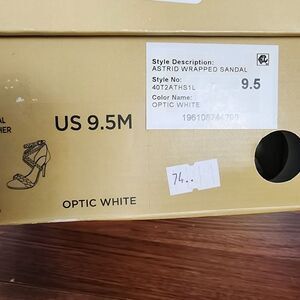 Style Description:
ASTRID WRAPPED SANDAL
Style No:
40T2ATHS1L
9.5
Color Name:
OPTIC WHITE
US 9.5M
74..
OPTIC WHITE